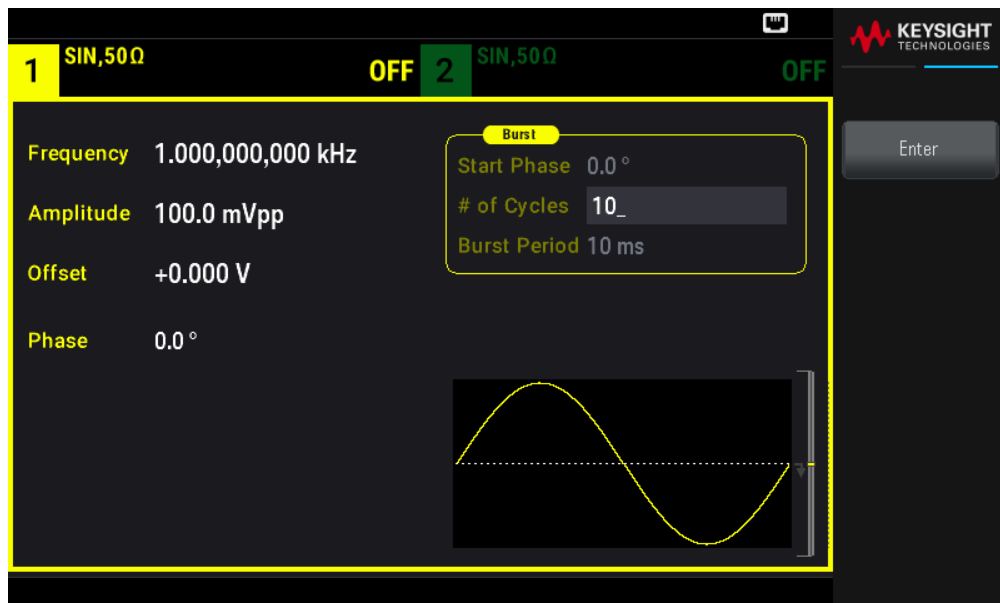 KEYSIGHT
TECHNOLOGIES
1 SIN,50Ω OFF
2 SIN,50Ω OFF
Frequency 1.000,000,000 kHz
Amplitude 100.0 mVpp
Offset +0.000 V
Phase 0.0 °
Burst
Start Phase 0.0 °
# of Cycles 10_
Burst Period 10 ms
Enter